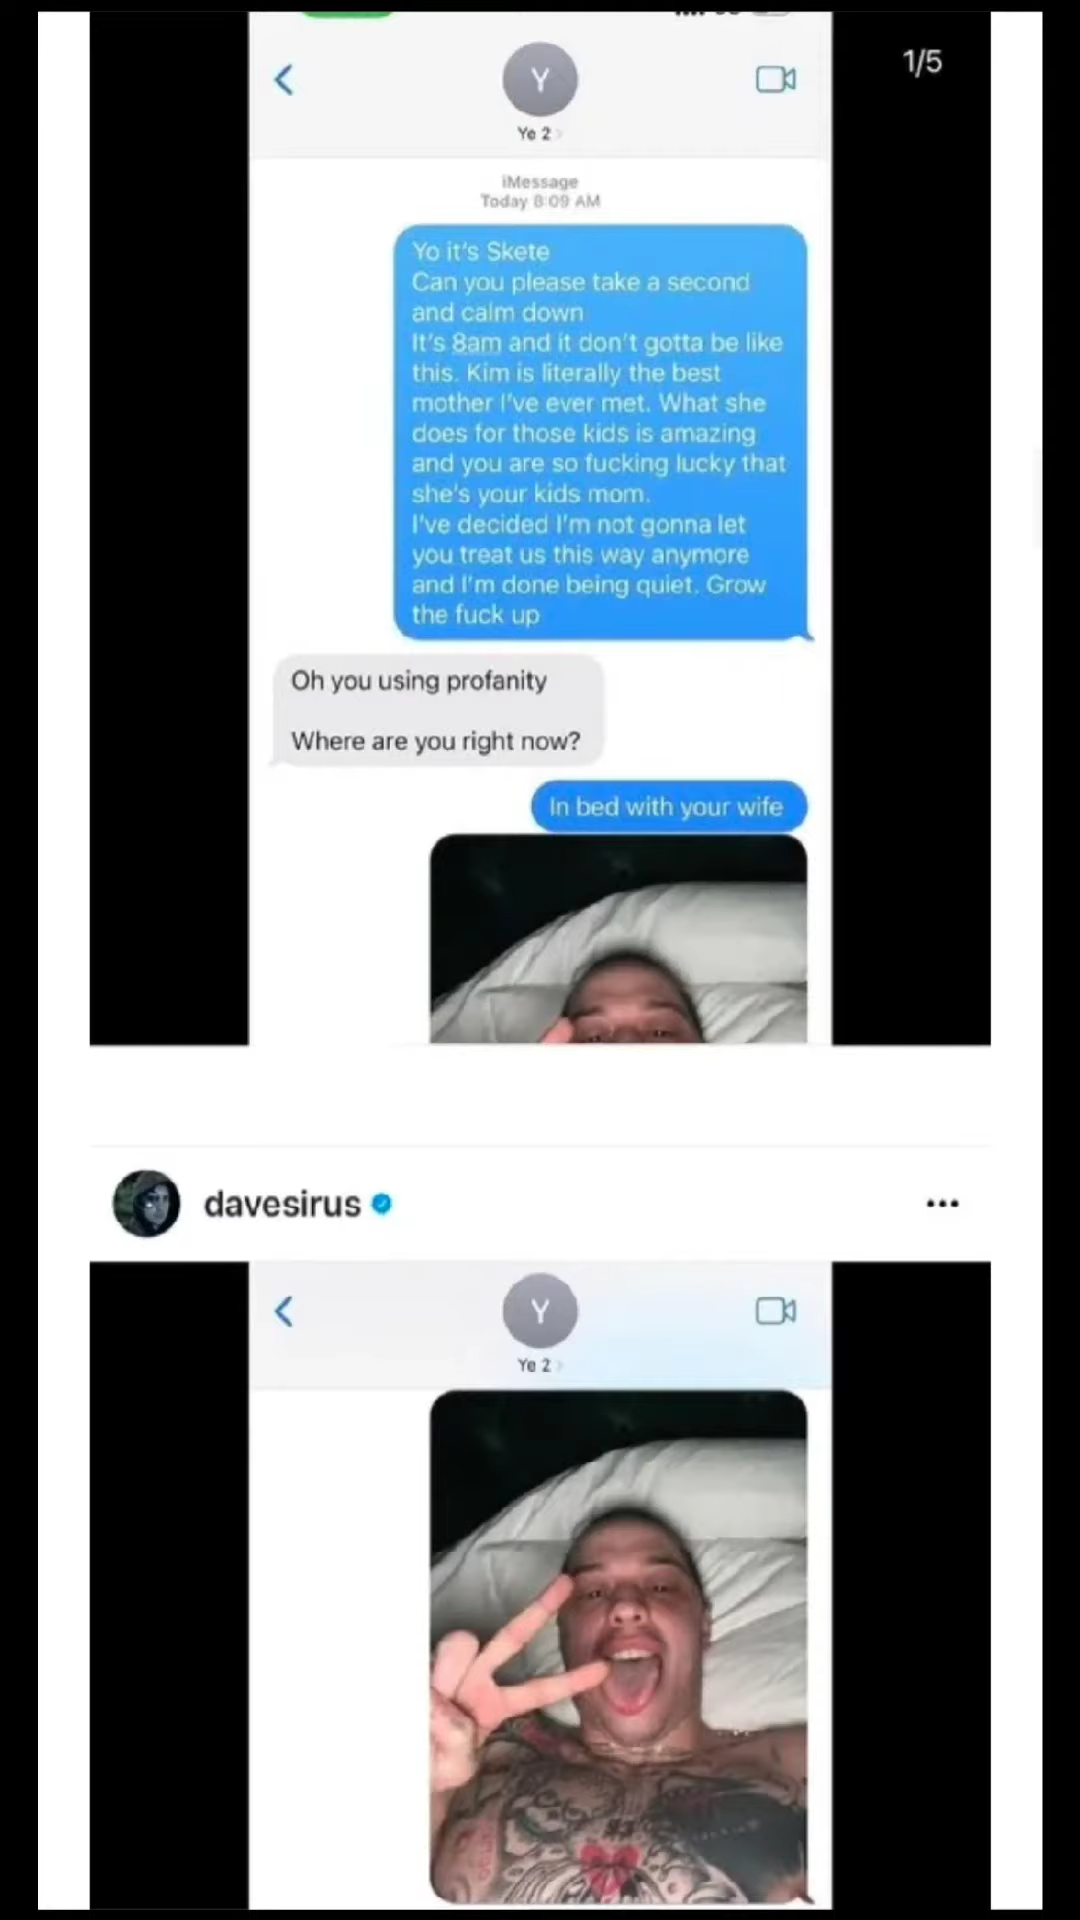 1/5
Y
Ye 2
iMessage
Today 8:09 AM
Yo it's Skete
Can you please take a second
and calm down
It's 8am and it don't gotta be like
this. Kim is literally the best
mother I've ever met. What she
does for those kids is amazing
and you are so fucking lucky that
she's your kids mom.
I've decided I'm not gonna let
you treat us this way anymore
and I'm done being quiet. Grow
the fuck up
Oh you using profanity
Where are you right now?
In bed with your wife
davesirus
Y
Ye 2